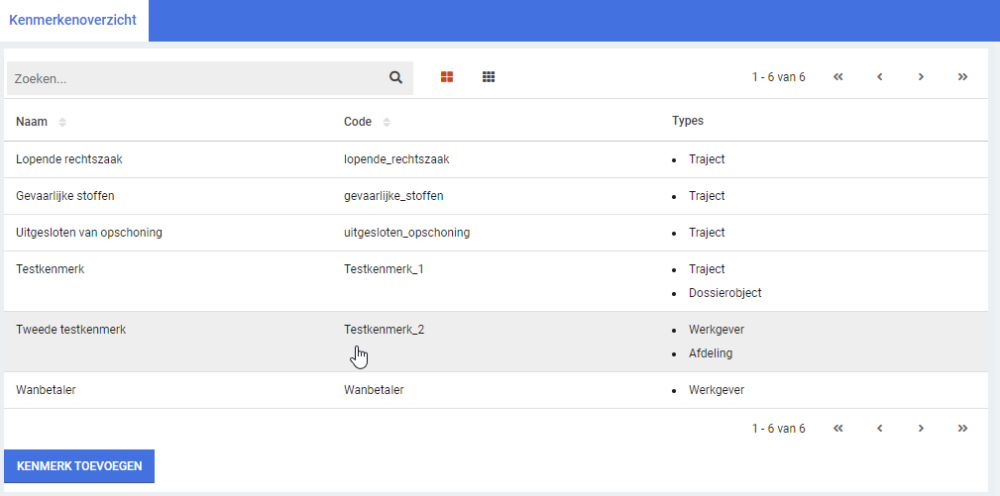 Kenmerkenoverzicht
Zoeken...
1 - 6 van 6
Naam Code Types
Lopende rechtszaak lopende_rechtszaak Traject
Gevaarlijke stoffen gevaarlijke_stoffen Traject
Uitgesloten van opschoning uitgesloten_opschoning Traject
Testkenmerk Testkenmerk_1 Traject
Dossierobject
Tweede testkenmerk Testkenmerk_2 Werkgever
Afdeling
Wanbetaler Wanbetaler Werkgever
1 - 6 van 6
KENMERK TOEVOEGEN